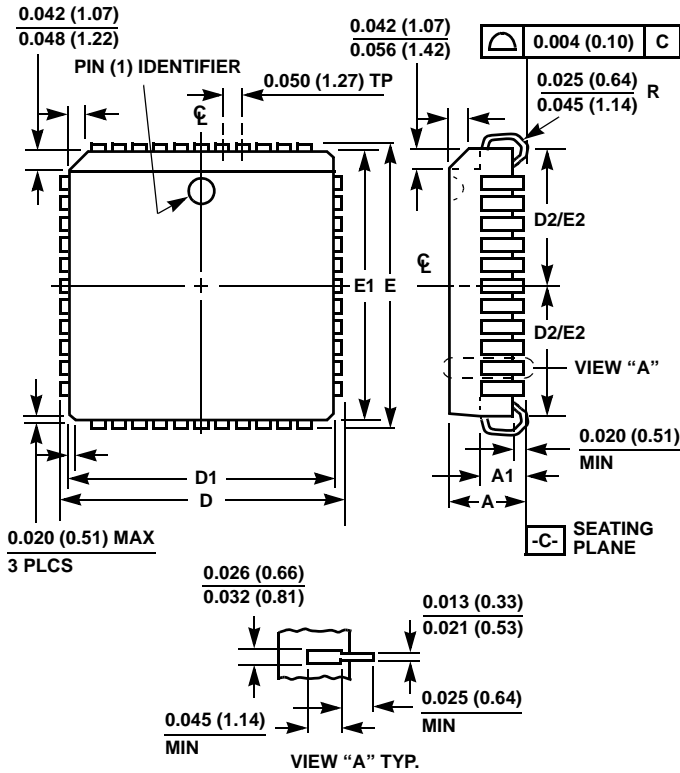 0.042 (1.07)
0.048 (1.22)
PIN (1) IDENTIFIER
0.050 (1.27) TP
0.042 (1.07)
0.056 (1.42)
0.004 (0.10) C
0.025 (0.64)
0.045 (1.14)
R
CL
CL
D2/E2
E1
E
D2/E2
VIEW “A”
0.020 (0.51)
MIN
D1
D
A1
A
0.020 (0.51) MAX
3 PLCS
-C-
SEATING
PLANE
0.026 (0.66)
0.032 (0.81)
0.013 (0.33)
0.021 (0.53)
0.045 (1.14)
MIN
0.025 (0.64)
MIN
VIEW “A” TYP.